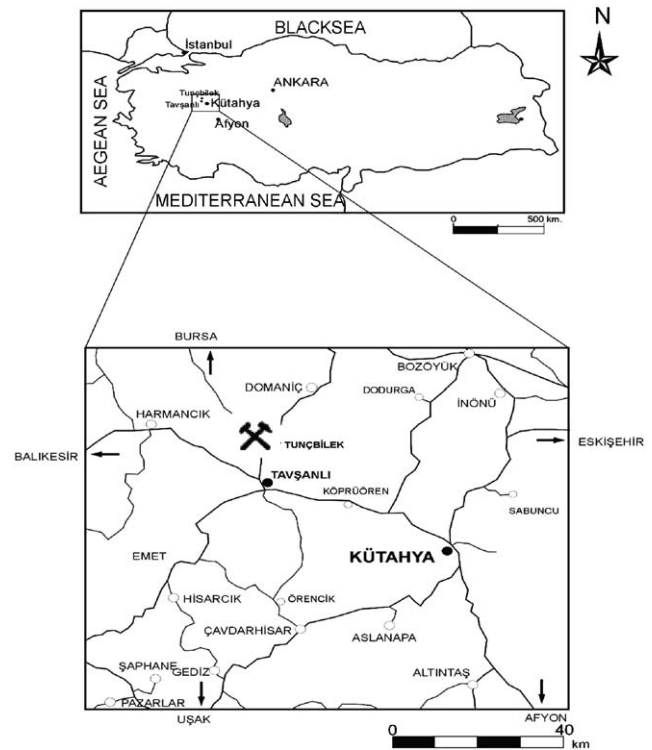 BLACKSEA
N
İstanbul
ANKARA
Tunçbilek
Tavşanlı
Kütahya
Afyon
AEGEAN SEA
MEDITERRANEAN SEA
0 500 km.
BURSA
BOZÖYÜK
DOMANİÇ
DODURGA
İNÖNÜ
HARMANCIK
TUNÇBİLEK
ESKİŞEHİR
BALIKESİR
TAVŞANLI
KÖPRÜÖREN
SABUNCU
KÜTAHYA
EMET
HİSARCIK
ÖRENCİK
ÇAVDARHİSAR
ASLANAPA
ŞAPHANE
GEDİZ
ALTINTAŞ
PAZARLAR
UŞAK
AFYON
0 40
km